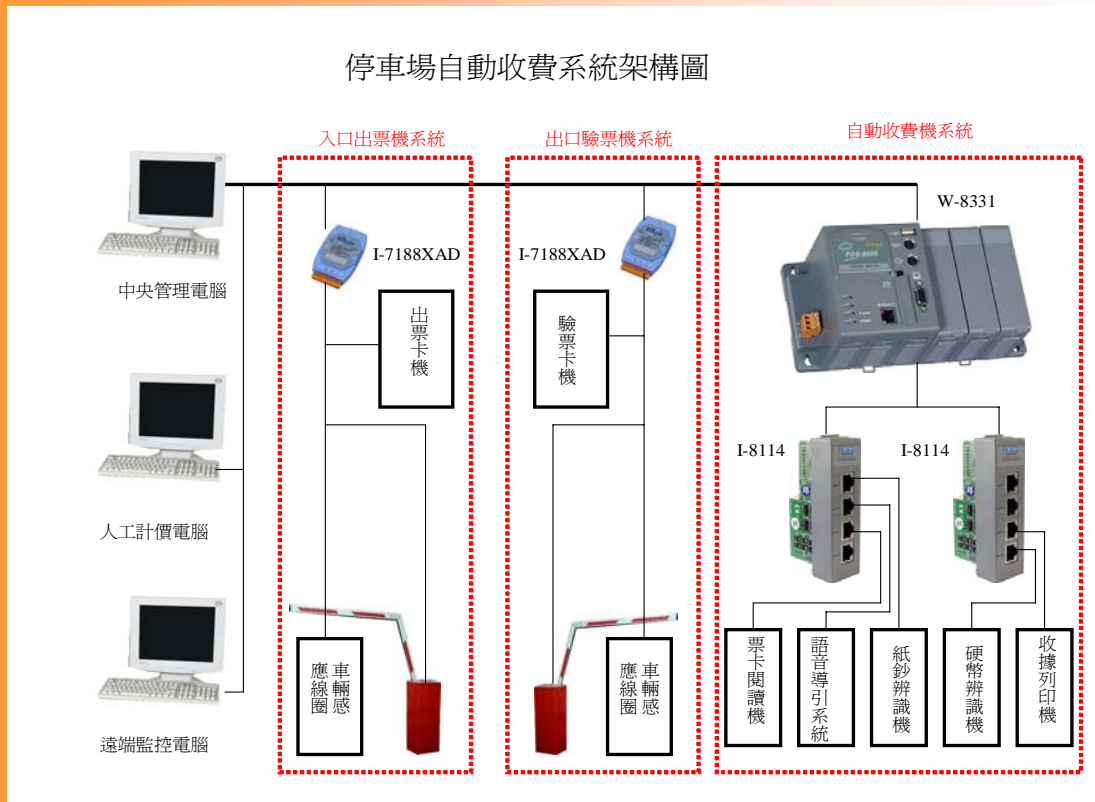 停車場自動收費系統架構圖
入口出票機系統
出口驗票機系統
自動收費機系統
W-8331
I-7188XAD
I-7188XAD
中央管理電腦
出票卡機
驗票卡機
人工計價電腦
I-8114
I-8114
遠端監控電腦
車輛感
應線圈
車輛感
應線圈
票卡閱讀機
語音導引系統
紙鈔辨識機
硬幣辨識機
收據列印機